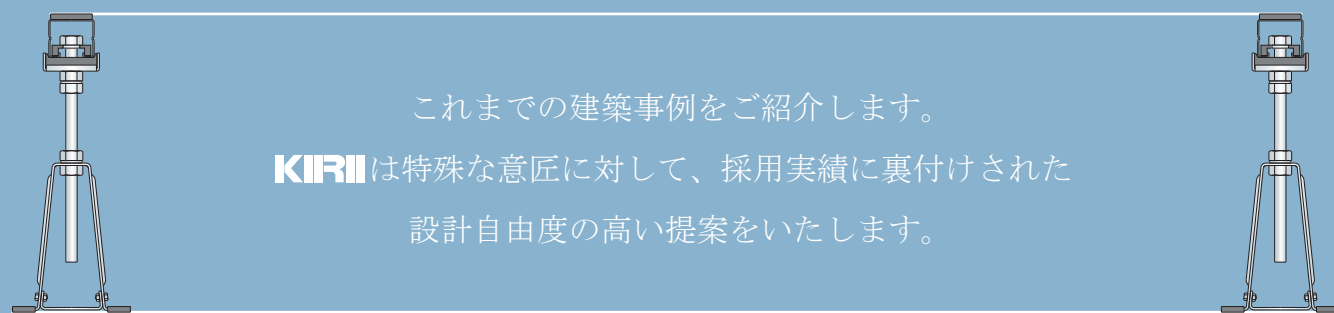 これまでの建築事例をご紹介します。
KIRIIは特殊な意匠に対して、採用実績に裏付けされた
設計自由度の高い提案をいたします。